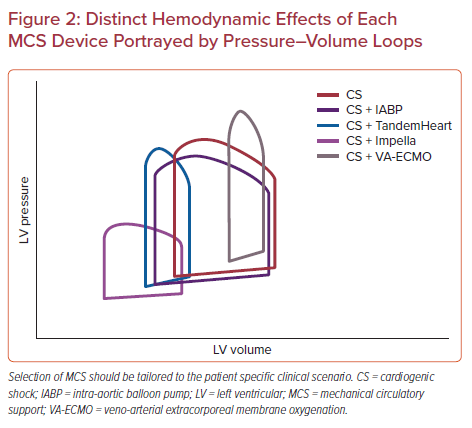 Figure 2: Distinct Hemodynamic Effects of Each
MCS Device Portrayed by Pressure–Volume Loops
CS
CS + IABP
CS + TandemHeart
CS + Impella
CS + VA-ECMO
LV pressure
LV volume
Selection of MCS should be tailored to the patient specific clinical scenario. CS = cardiogenic
shock; IABP = intra-aortic balloon pump; LV = left ventricular; MCS = mechanical circulatory
support; VA-ECMO = veno-arterial extracorporeal membrane oxygenation.